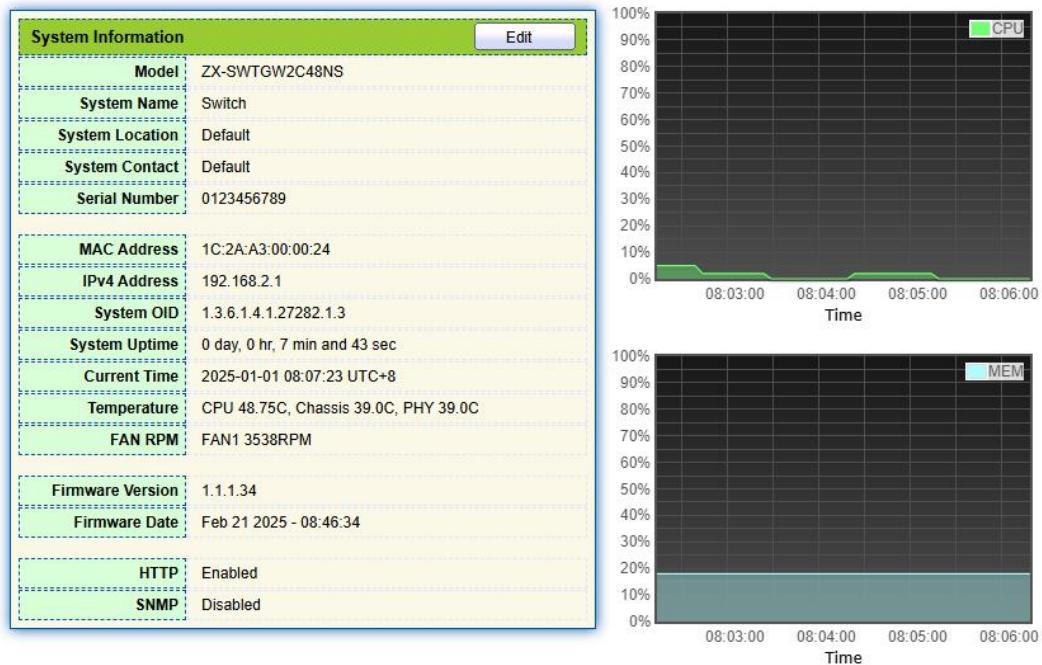 System Information Edit
Model ZX-SWTGW2C48NS
System Name Switch
System Location Default
System Contact Default
Serial Number 0123456789
MAC Address 1C:2A:A3:00:00:24
IPv4 Address 192.168.2.1
System OID 1.3.6.1.4.1.27282.1.3
System Uptime 0 day, 0 hr, 7 min and 43 sec
Current Time 2025-01-01 08:07:23 UTC+8
Temperature CPU 48.75C, Chassis 39.0C, PHY 39.0C
FAN RPM FAN1 3538RPM
Firmware Version 1.1.1.34
Firmware Date Feb 21 2025 - 08:46:34
HTTP Enabled
SNMP Disabled
100%
CPU
90%
80%
70%
60%
50%
40%
30%
20%
10%
0%
08:03:00 08:04:00 08:05:00 08:06:00
Time
100%
MEM
90%
80%
70%
60%
50%
40%
30%
20%
10%
0%
08:03:00 08:04:00 08:05:00 08:06:00
Time